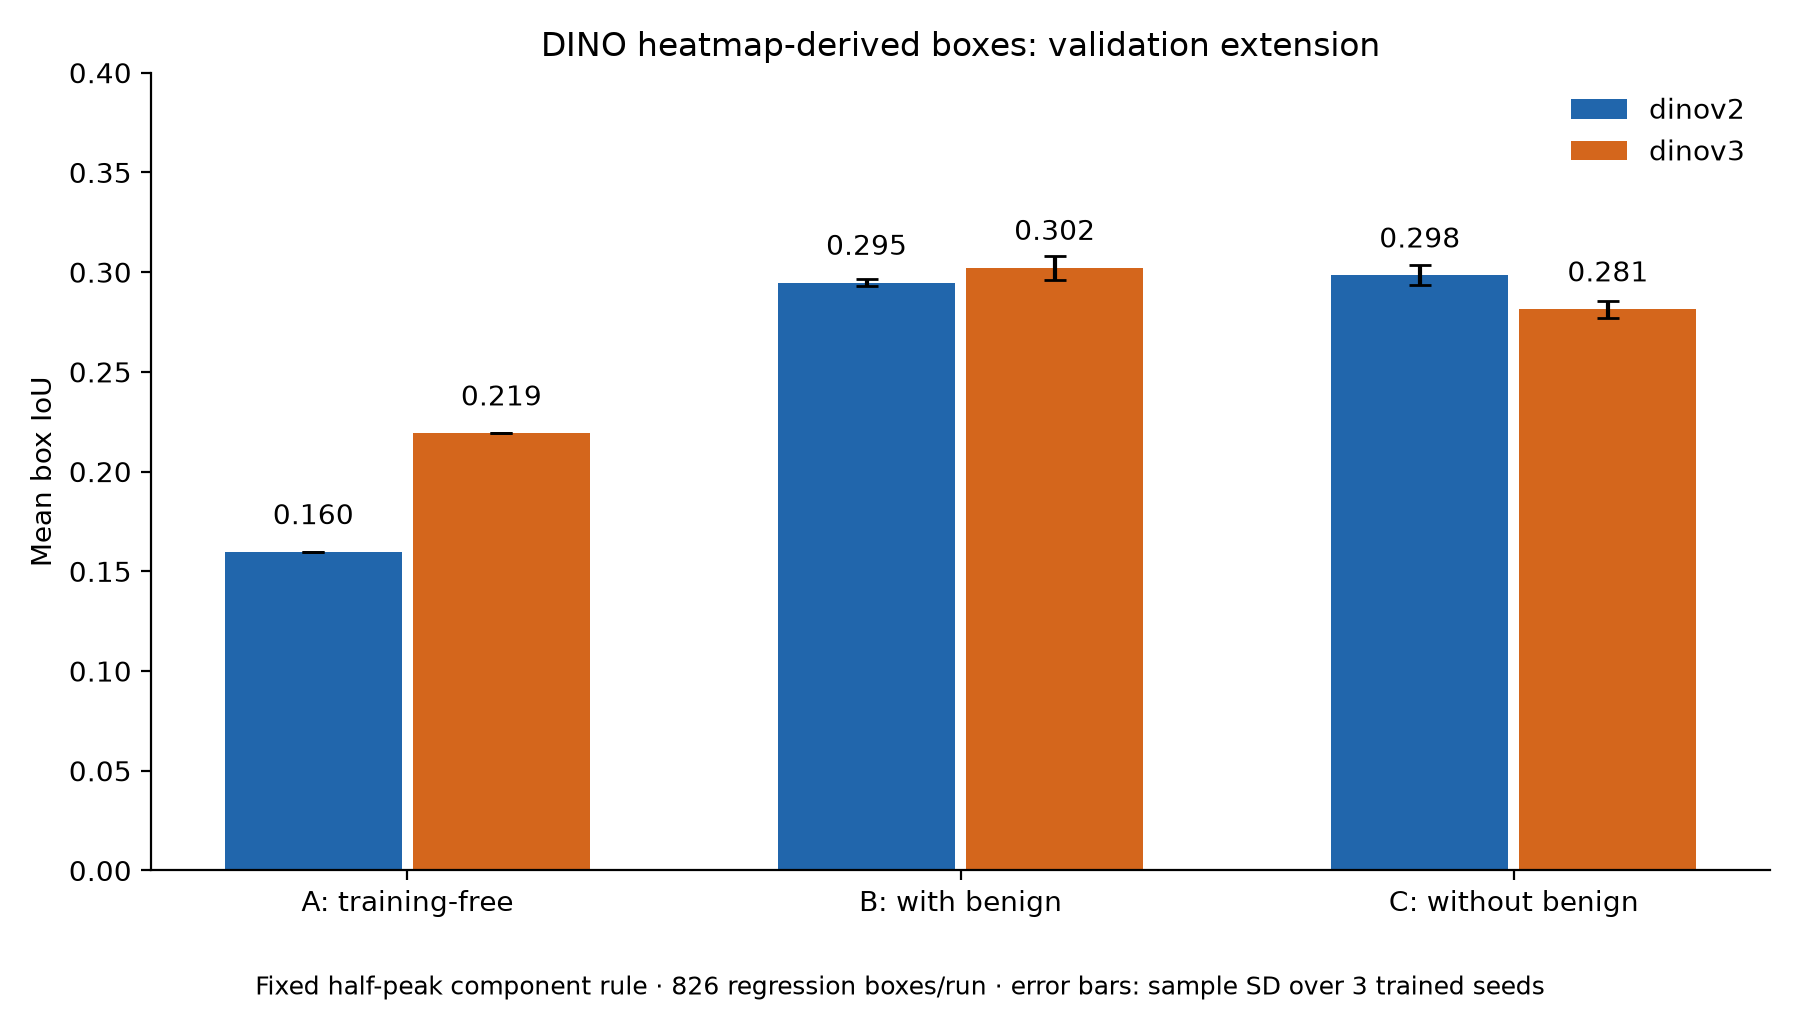 DINO heatmap-derived boxes: validation extension
dinov2
dinov3
Mean box IoU
0.40
0.35
0.30
0.25
0.20
0.15
0.10
0.05
0.00
0.160
0.219
0.295
0.302
0.298
0.281
A: training-free
B: with benign
C: without benign
Fixed half-peak component rule · 826 regression boxes/run · error bars: sample SD over 3 trained seeds